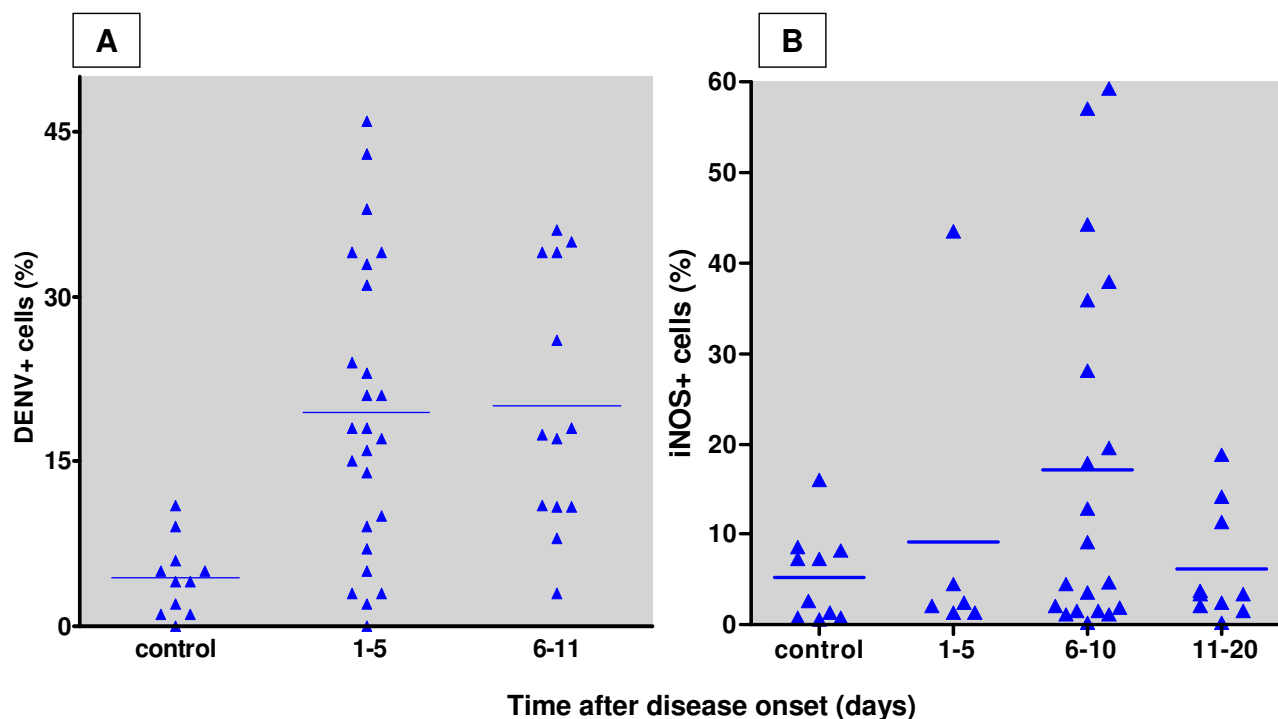 A
B
DENV+ cells (%)
45
30
15
0
control
1-5
6-11
iNOS+ cells (%)
60
50
40
30
20
10
0
control
1-5
6-10
11-20
Time after disease onset (days)